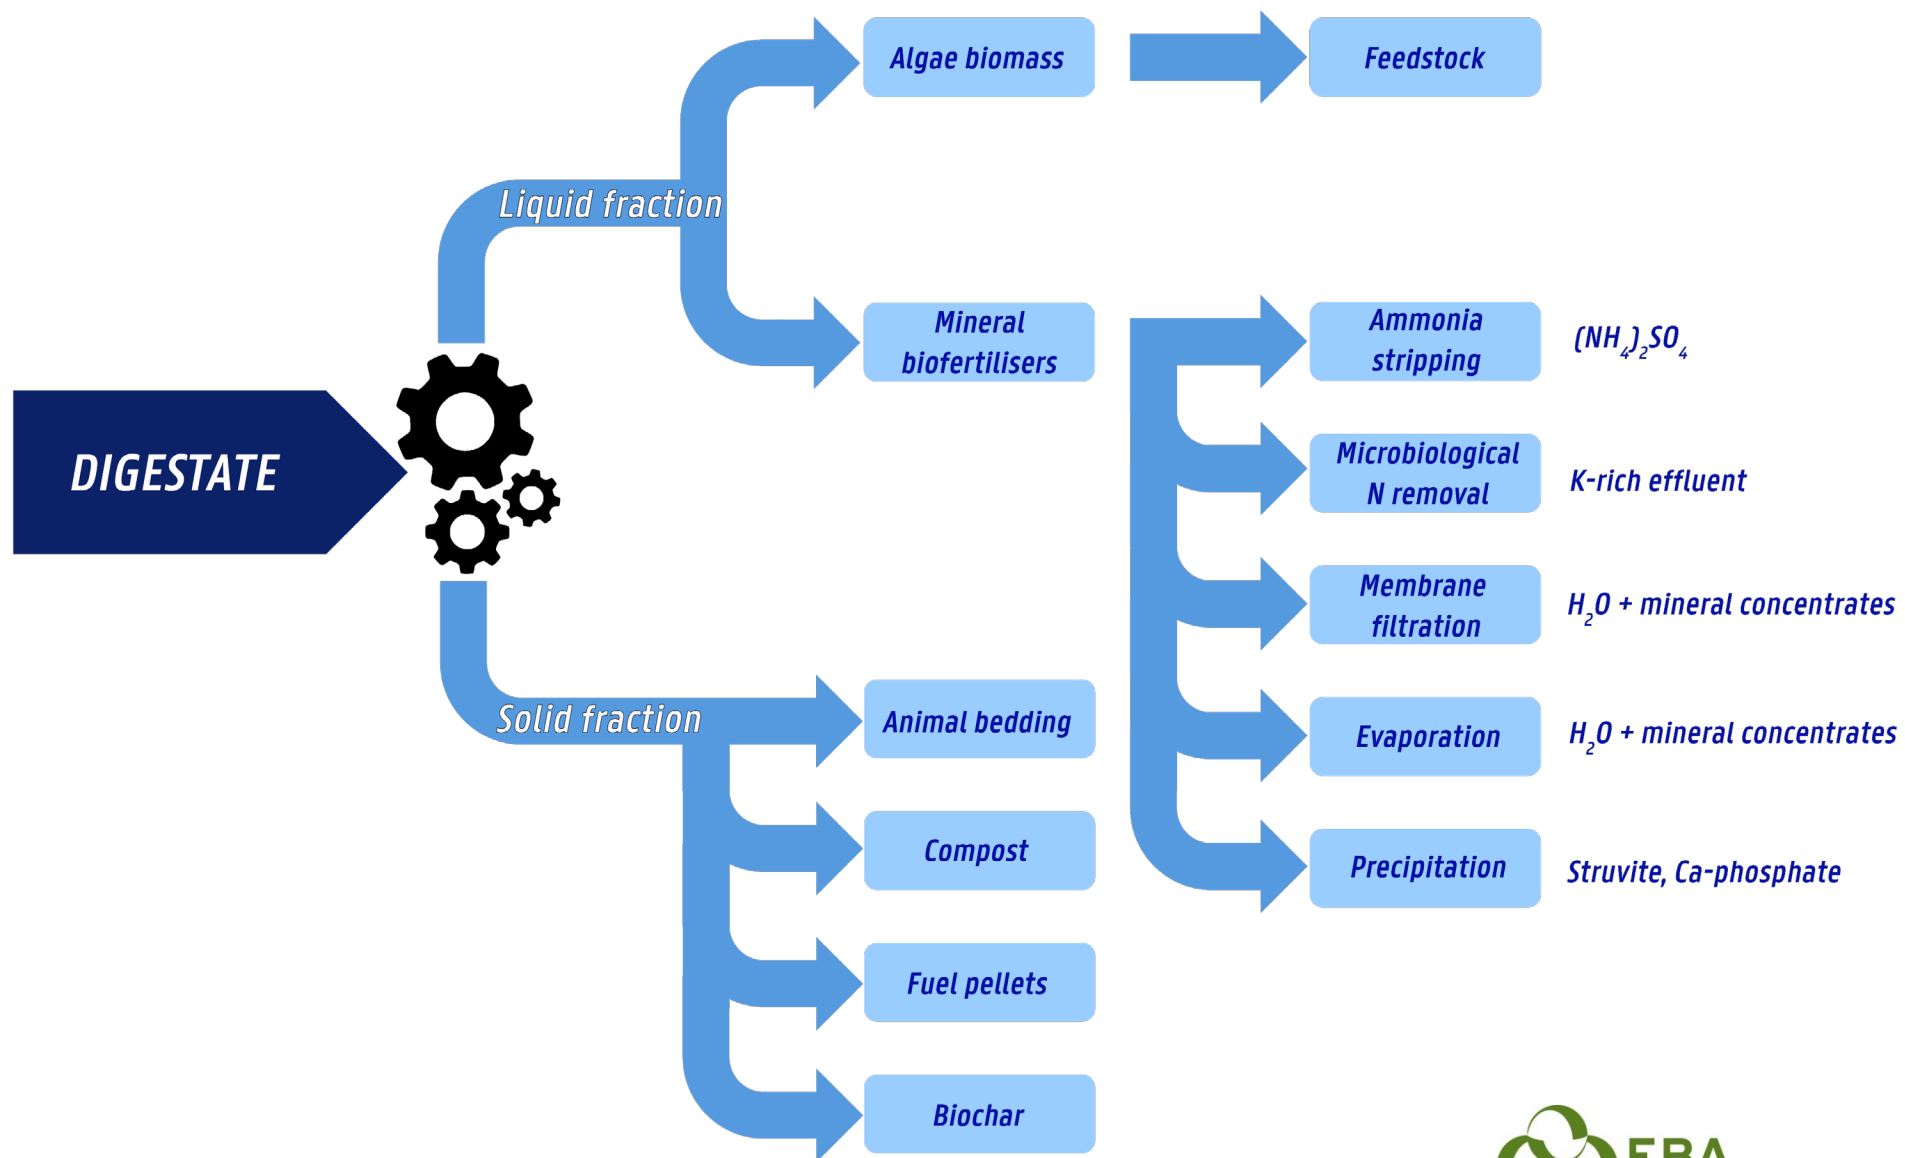 Algae biomass
Feedstock
Liquid fraction
Mineral
biofertilisers
Ammonia
stripping
(NH₄)₂SO₄
DIGESTATE
Microbiological
N removal
K-rich effluent
Membrane
filtration
H₂O + mineral concentrates
Solid fraction
Animal bedding
Evaporation
H₂O + mineral concentrates
Compost
Precipitation
Struvite, Ca-phosphate
Fuel pellets
Biochar
EBA